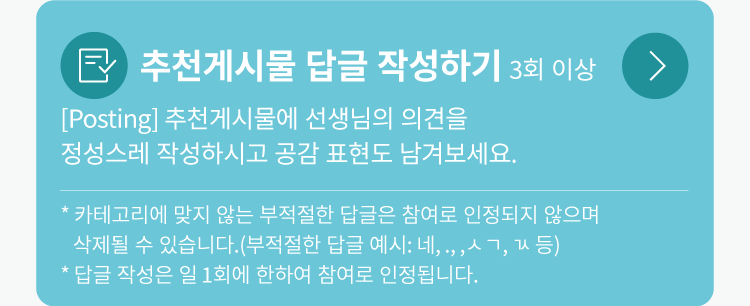 추천게시물 답글 작성하기 3회 이상
[Posting] 추천게시물에 선생님의 의견을
정성스레 작성하시고 공감 표현도 남겨보세요.
* 카테고리에 맞지 않는 부적절한 답글은 참여로 인정되지 않으며
삭제될 수 있습니다.(부적절한 답글 예시: 네, ., ,ㅅㄱ, ㄳ 등)
* 답글 작성은 일 1회에 한하여 참여로 인정됩니다.